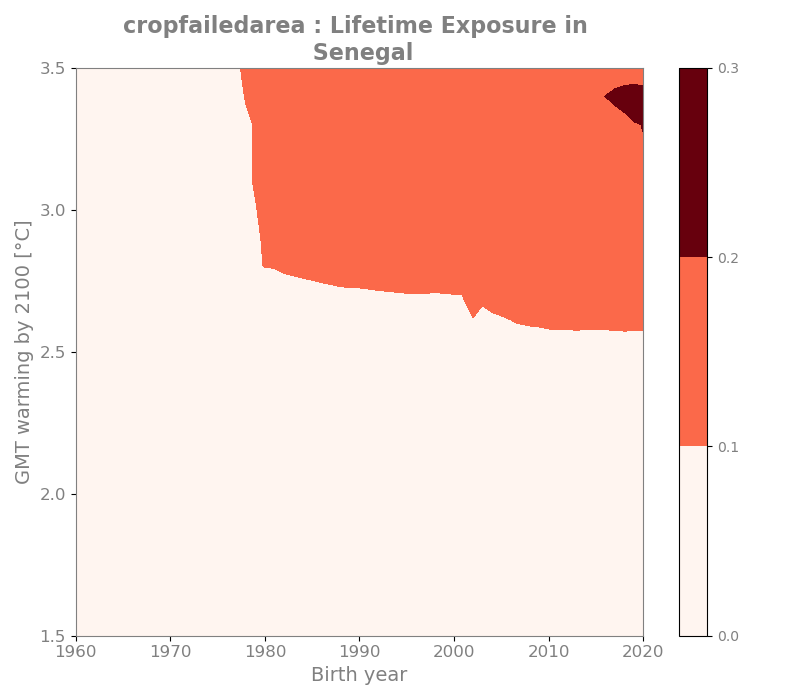 cropfailedarea : Lifetime Exposure in
Senegal
3.5
3.0
2.5
2.0
1.5
GMT warming by 2100 [°C]
1960 1970 1980 1990 2000 2010 2020
Birth year
0.3
0.2
0.1
0.0